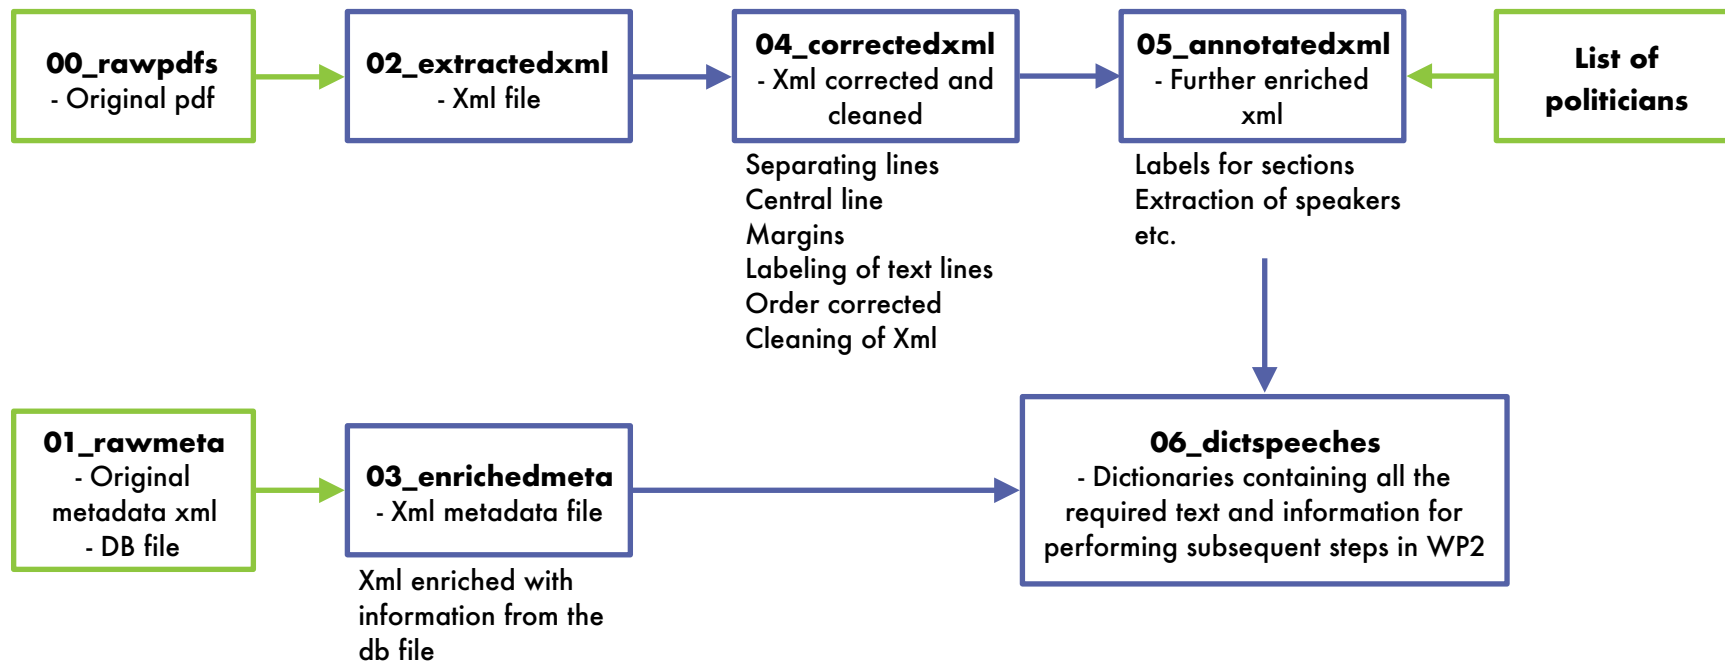 00_rawpdfs
- Original pdf
02_extractedxml
- Xml file
04_correctedxml
- Xml corrected and
cleaned
Separating lines
Central line
Margins
Labeling of text lines
Order corrected
Cleaning of Xml
05_annotatedxml
- Further enriched
xml
Labels for sections
Extraction of speakers
etc.
List of
politicians
01_rawmeta
- Original
metadata xml
- DB file
03_enrichedmeta
- Xml metadata file
Xml enriched with
information from the
db file
06_dictspeeches
- Dictionaries containing all the
required text and information for
performing subsequent steps in WP2